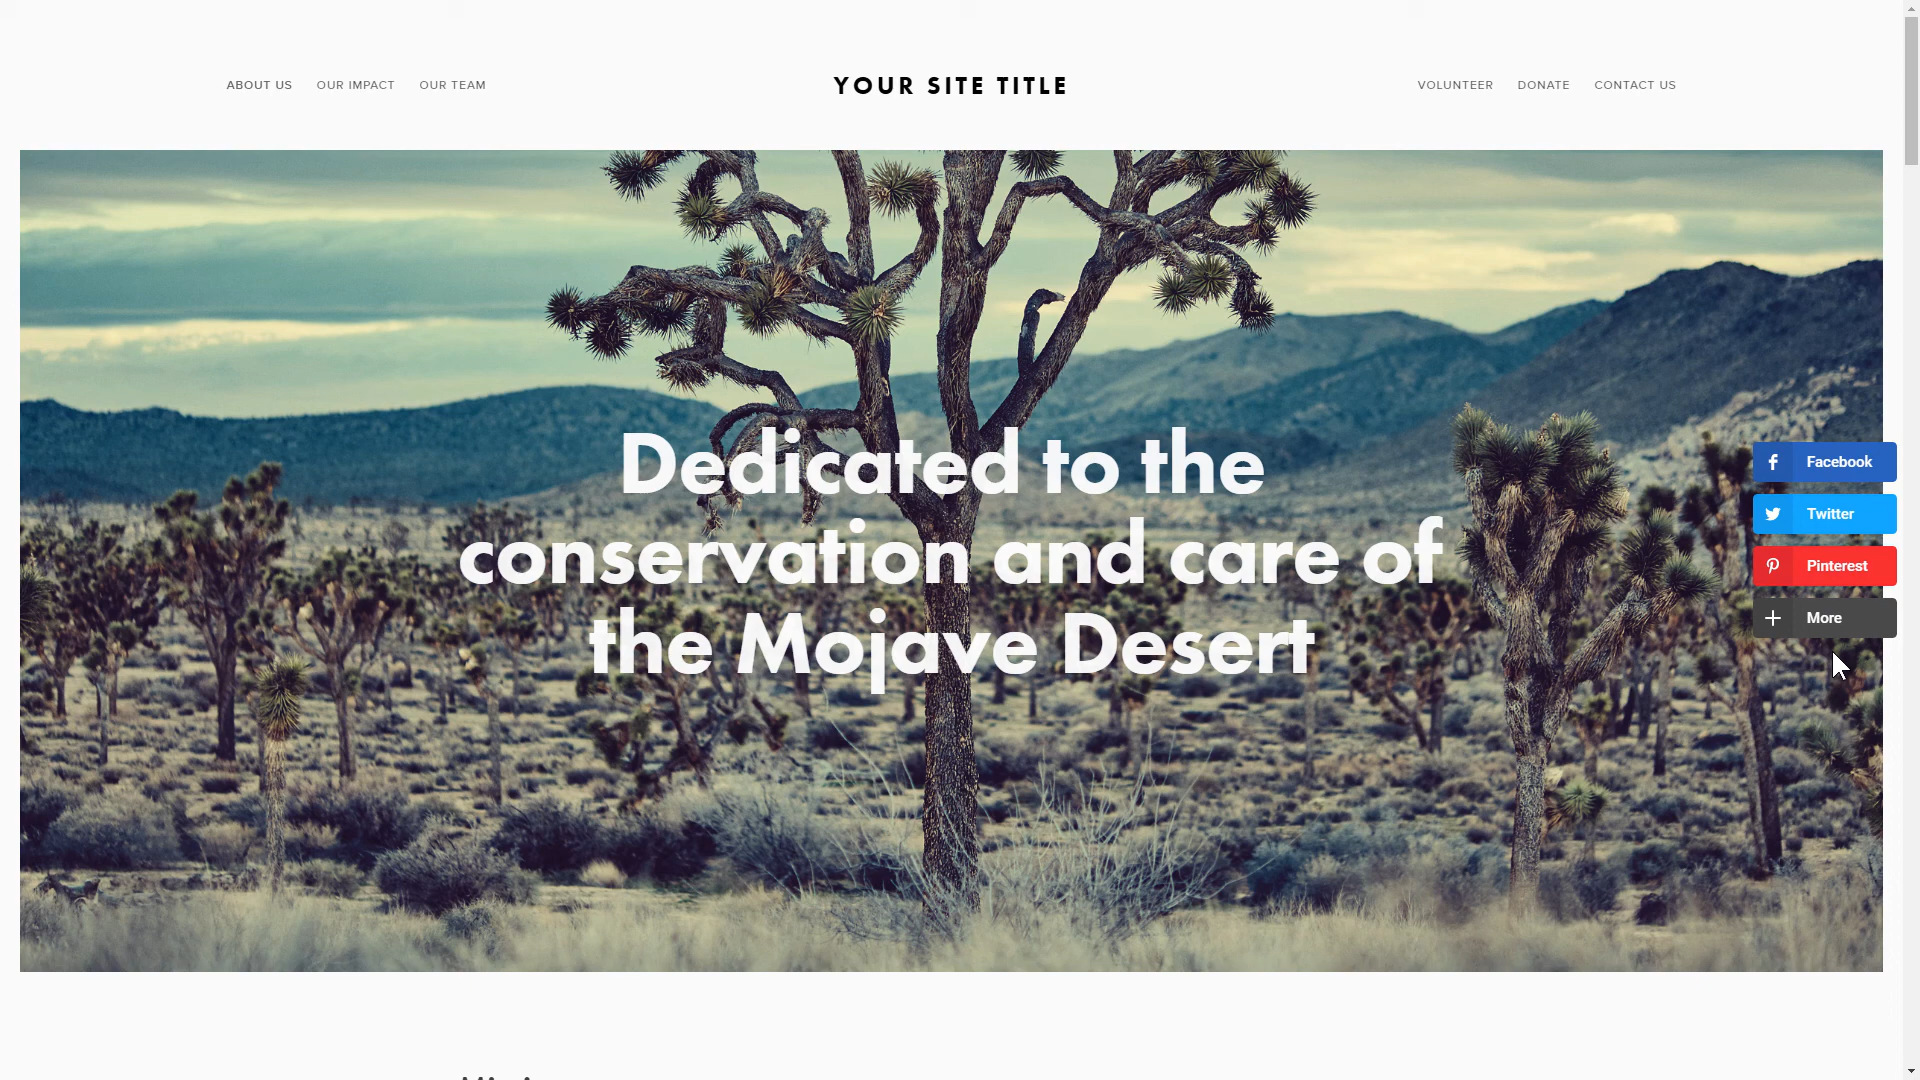 ABOUT US OUR IMPACT OUR TEAM
YOUR SITE TITLE
VOLUNTEER DONATE CONTACT US
Dedicated to the
conservation and care of
the Mojave Desert
Facebook
Twitter
Pinterest
More